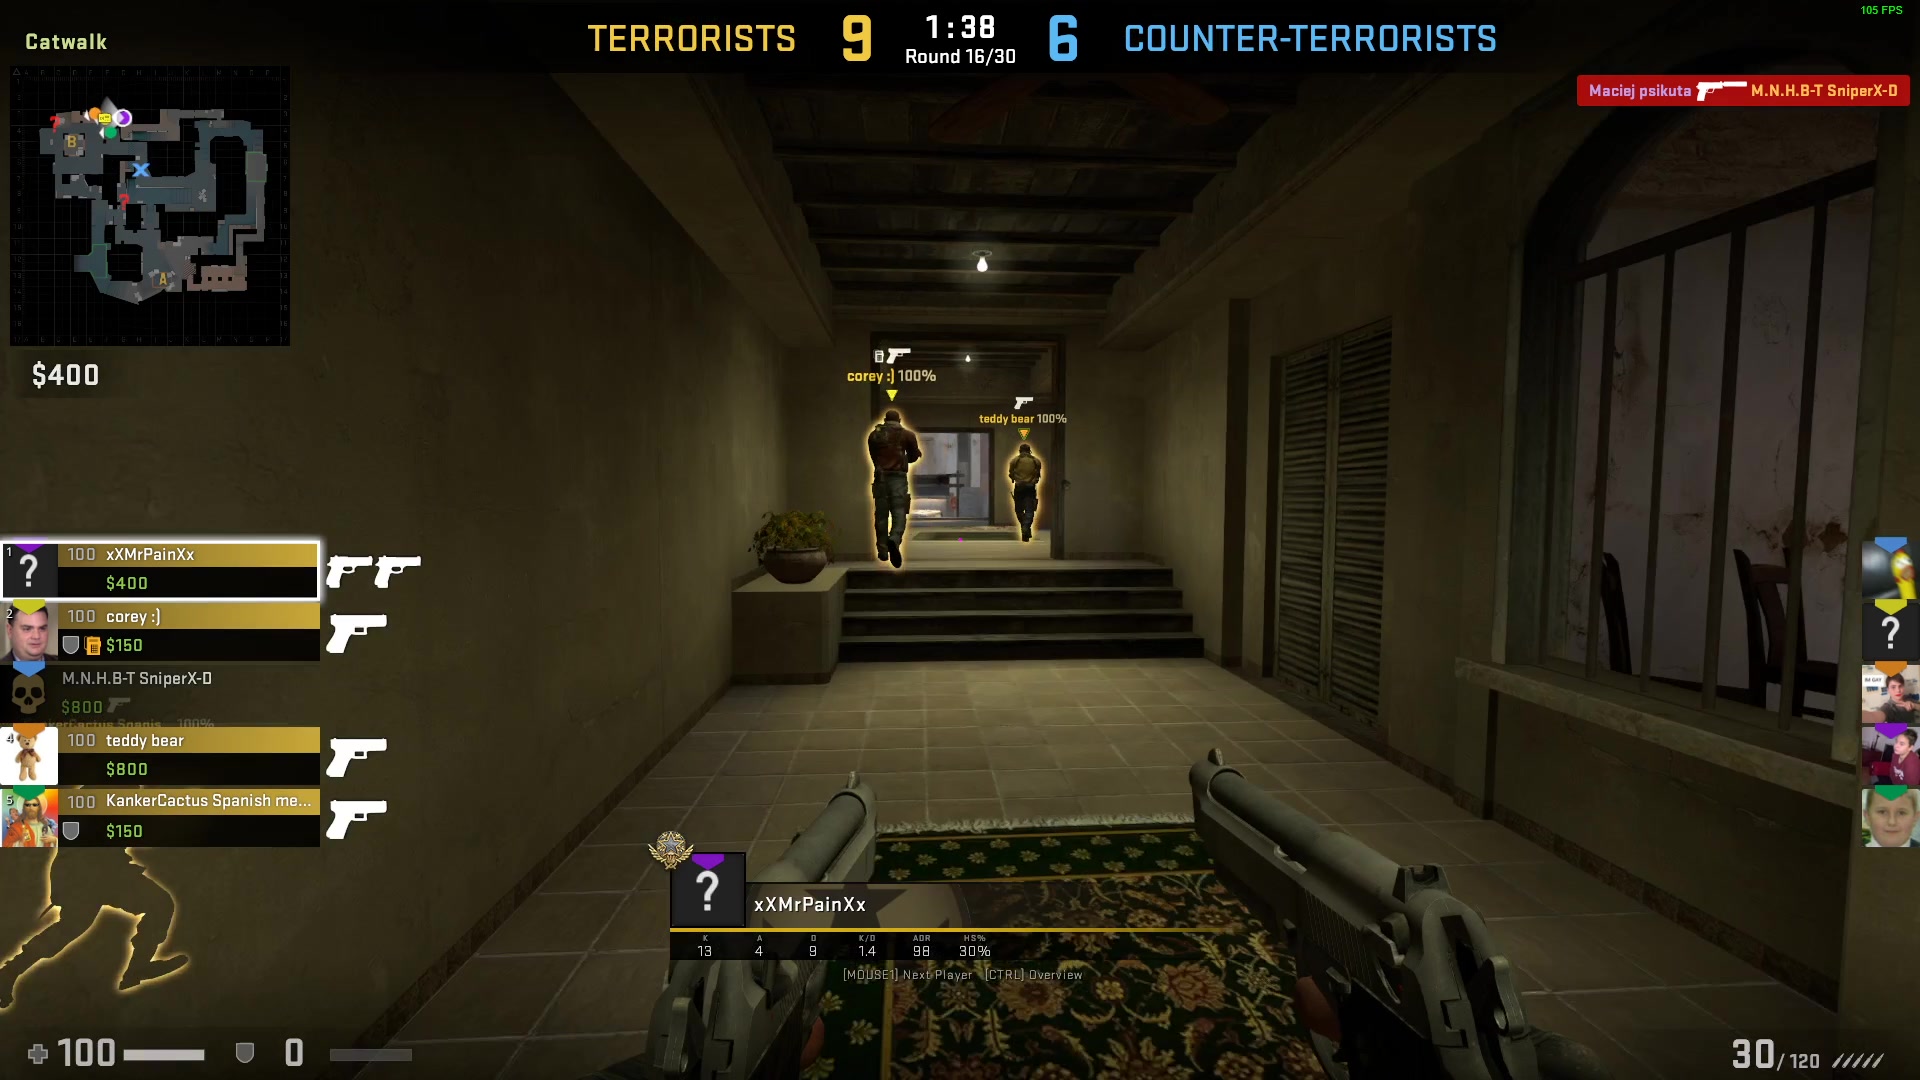 105 FPS
Catwalk
TERRORISTS 9 1:38 6 COUNTER-TERRORISTS
Round 16/30
Maciej psikuta M.N.H.B-T SniperX-D
B
A
$400
corey :) 100%
teddy bear 100%
1 ? 100 xXMrPainXx
$400
2 100 corey :)
$150
M.N.H.B-T SniperX-D
$800
4 100 teddy bear
$800
5 100 KankerCactus Spanish me...
$150
?
? xXMrPainXx
K A D K/D ADR HS%
13 4 9 1.4 98 30%
[MOUSE1] Next Player [CTRL] Overview
100 0
30 / 120